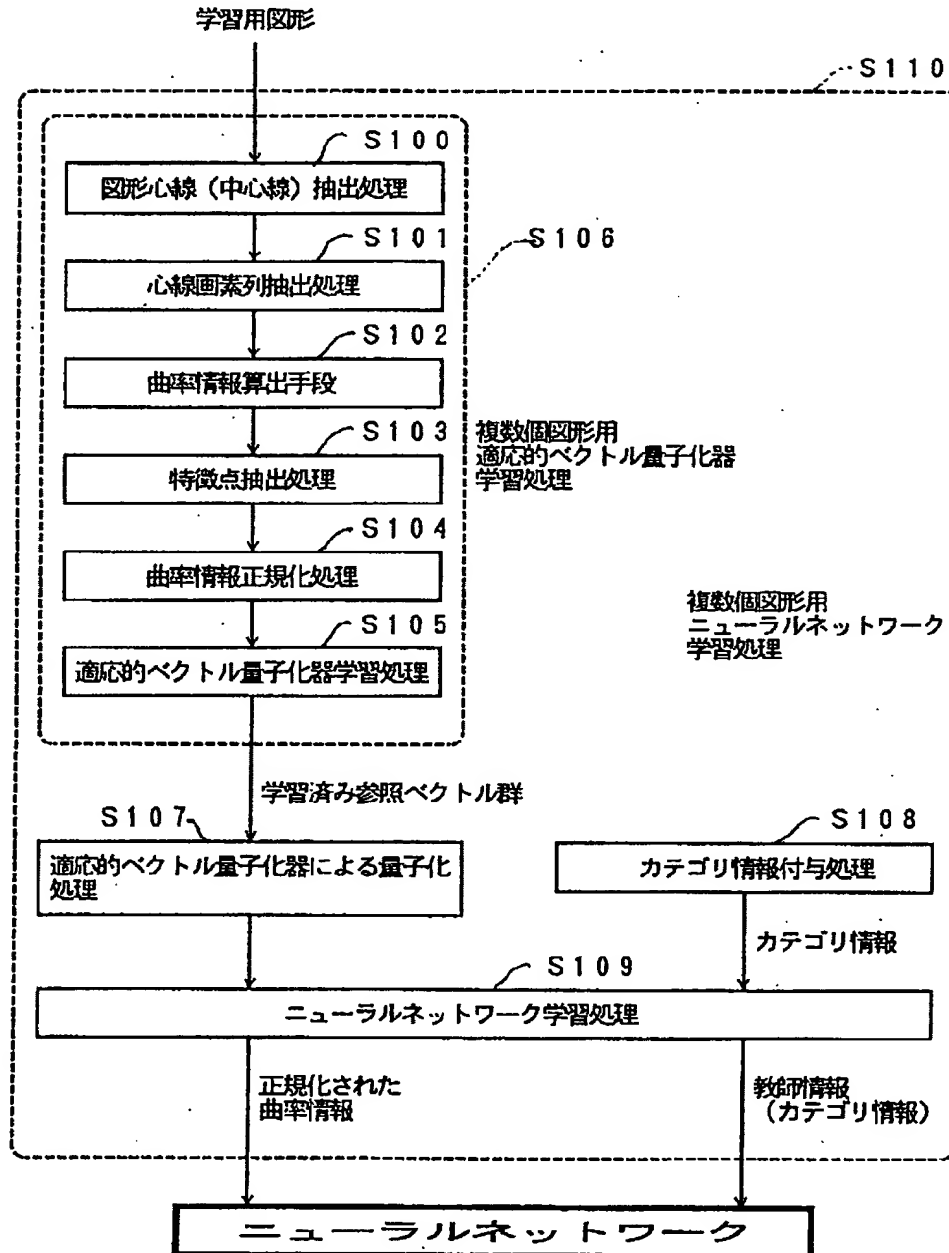 学習用図形
S110
S100
図形心線（中心線）抽出処理
S101
S106
心線画素列抽出処理
S102
曲率情報算出手段
S103
複数個図形用
適応的ベクトル量子化器
学習処理
特徴点抽出処理
S104
曲率情報正規化処理
複数個図形用
ニューラルネットワーク
学習処理
S105
適応的ベクトル量子化器学習処理
学習済み参照ベクトル群
S107
S108
適応的ベクトル量子化器による量子化
処理
カテゴリ情報付与処理
カテゴリ情報
S109
ニューラルネットワーク学習処理
正規化された
曲率情報
教師情報
（カテゴリ情報）
ニューラルネットワーク